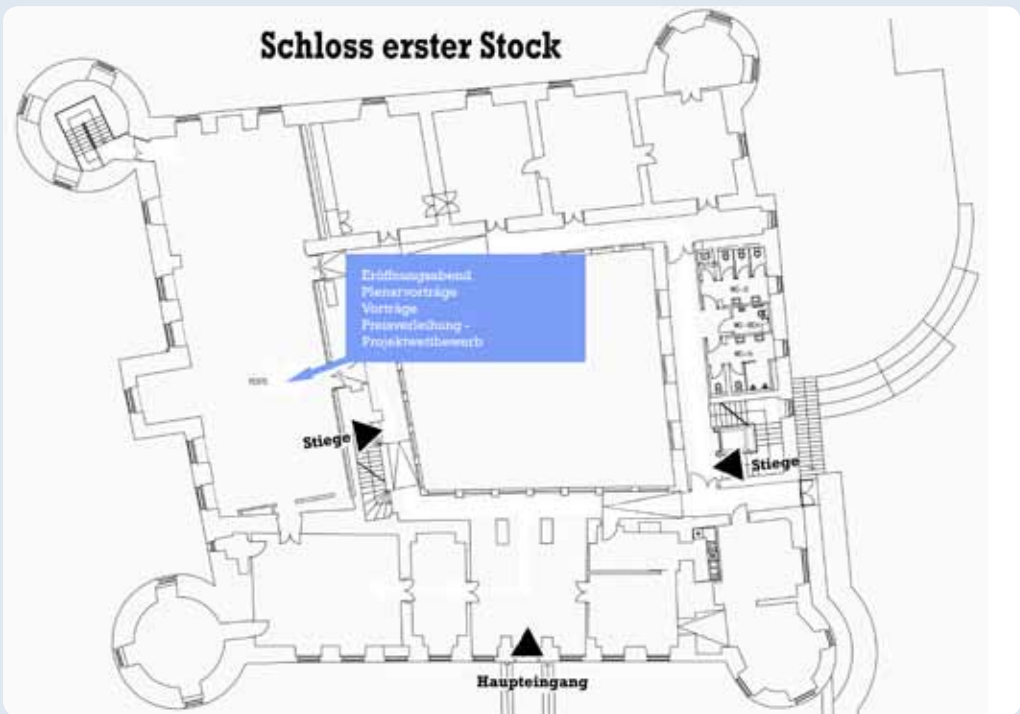 Schloss erster Stock
Eröffnungsabend
Plenarvorträge
Vorträge
Preisverleihung -
Projektwettbewerb
Stiege
Stiege
Haupteingang